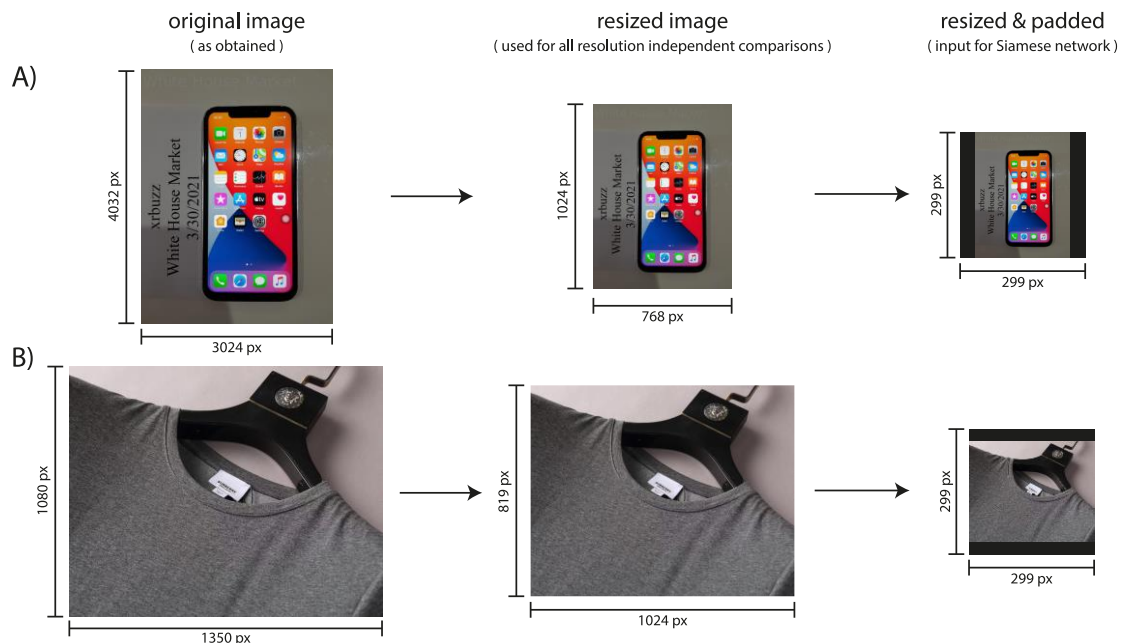 original image
( as obtained )
resized image
( used for all resolution independent comparisons )
resized & padded
( input for Siamese network )
A)
4032 px
White House Market
xrbuzz
White House Market
3/30/2021
3024 px
1024 px
xrbuzz
White House Market
3/30/2021
768 px
299 px
xrbuzz
White House Market
3/30/2021
299 px
B)
1080 px
1350 px
819 px
1024 px
299 px
299 px